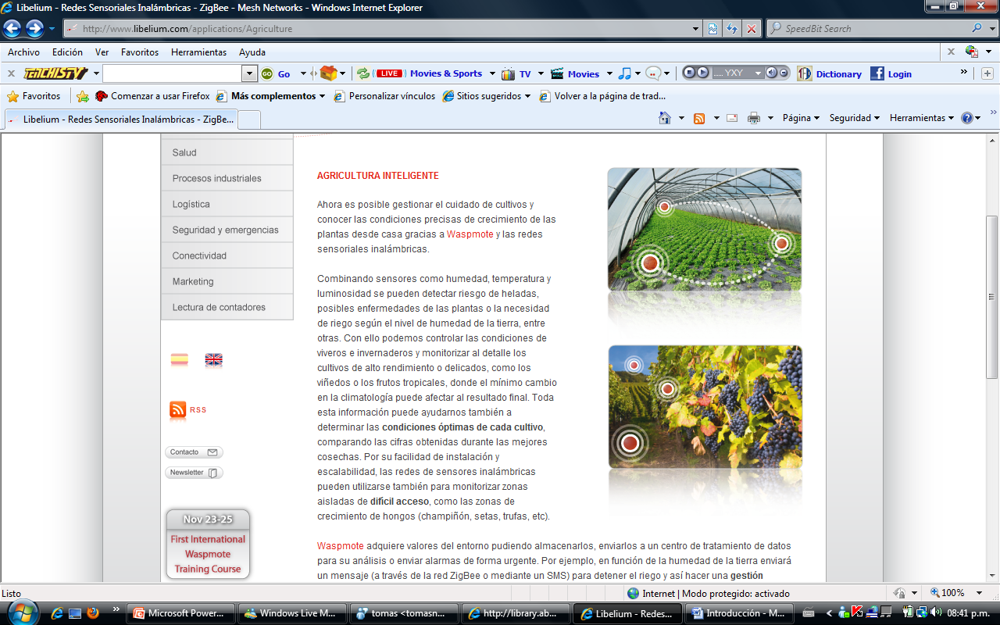 Libelium - Redes Sensoriales Inalámbricas - ZigBee - Mesh Networks - Windows Internet Explorer
http://www.libelium.com/applications/Agriculture
SpeedBit Search
Archivo Edición Ver Favoritos Herramientas Ayuda
TENCHISTV Go LIVE Movies & Sports TV Movies ..... YXY Dictionary Login »
Favoritos Comenzar a usar Firefox Más complementos Personalizar vínculos Sitios sugeridos Volver a la página de trad...
Libelium - Redes Sensoriales Inalámbricas - ZigBe... Página Seguridad Herramientas »
Salud
Procesos industriales
Logística
Seguridad y emergencias
Conectividad
Marketing
Lectura de contadores
RSS
Contacto
Newsletter
Nov 23-25
First International
Waspmote
Training Course
AGRICULTURA INTELIGENTE
Ahora es posible gestionar el cuidado de cultivos y
conocer las condiciones precisas de crecimiento de las
plantas desde casa gracias a Waspmote y las redes
sensoriales inalámbricas.
Combinando sensores como humedad, temperatura y
luminosidad se pueden detectar riesgo de heladas,
posibles enfermedades de las plantas o la necesidad
de riego según el nivel de humedad de la tierra, entre
otras. Con ello podemos controlar las condiciones de
viveros e invernaderos y monitorizar al detalle los
cultivos de alto rendimiento o delicados, como los
viñedos o los frutos tropicales, donde el mínimo cambio
en la climatología puede afectar al resultado final. Toda
esta información puede ayudarnos también a
determinar las condiciones óptimas de cada cultivo,
comparando las cifras obtenidas durante las mejores
cosechas. Por su facilidad de instalación y
escalabilidad, las redes de sensores inalámbricas
pueden utilizarse también para monitorizar zonas
aisladas de difícil acceso, como las zonas de
crecimiento de hongos (champiñón, setas, trufas, etc).
Waspmote adquiere valores del entorno pudiendo almacenarlos, enviarlos a un centro de tratamiento de datos
para su análisis o enviar alarmas de forma urgente. Por ejemplo, en función de la humedad de la tierra enviará
un mensaje (a través de la red ZigBee o mediante un SMS) para detener el riego y así hacer una gestión
Listo Internet | Modo protegido: activado 100%
» Microsoft Power... Windows Live M... tomas <tomasn... http://library.ab... Libelium - Redes... Introducción - M... 08:41 p.m.